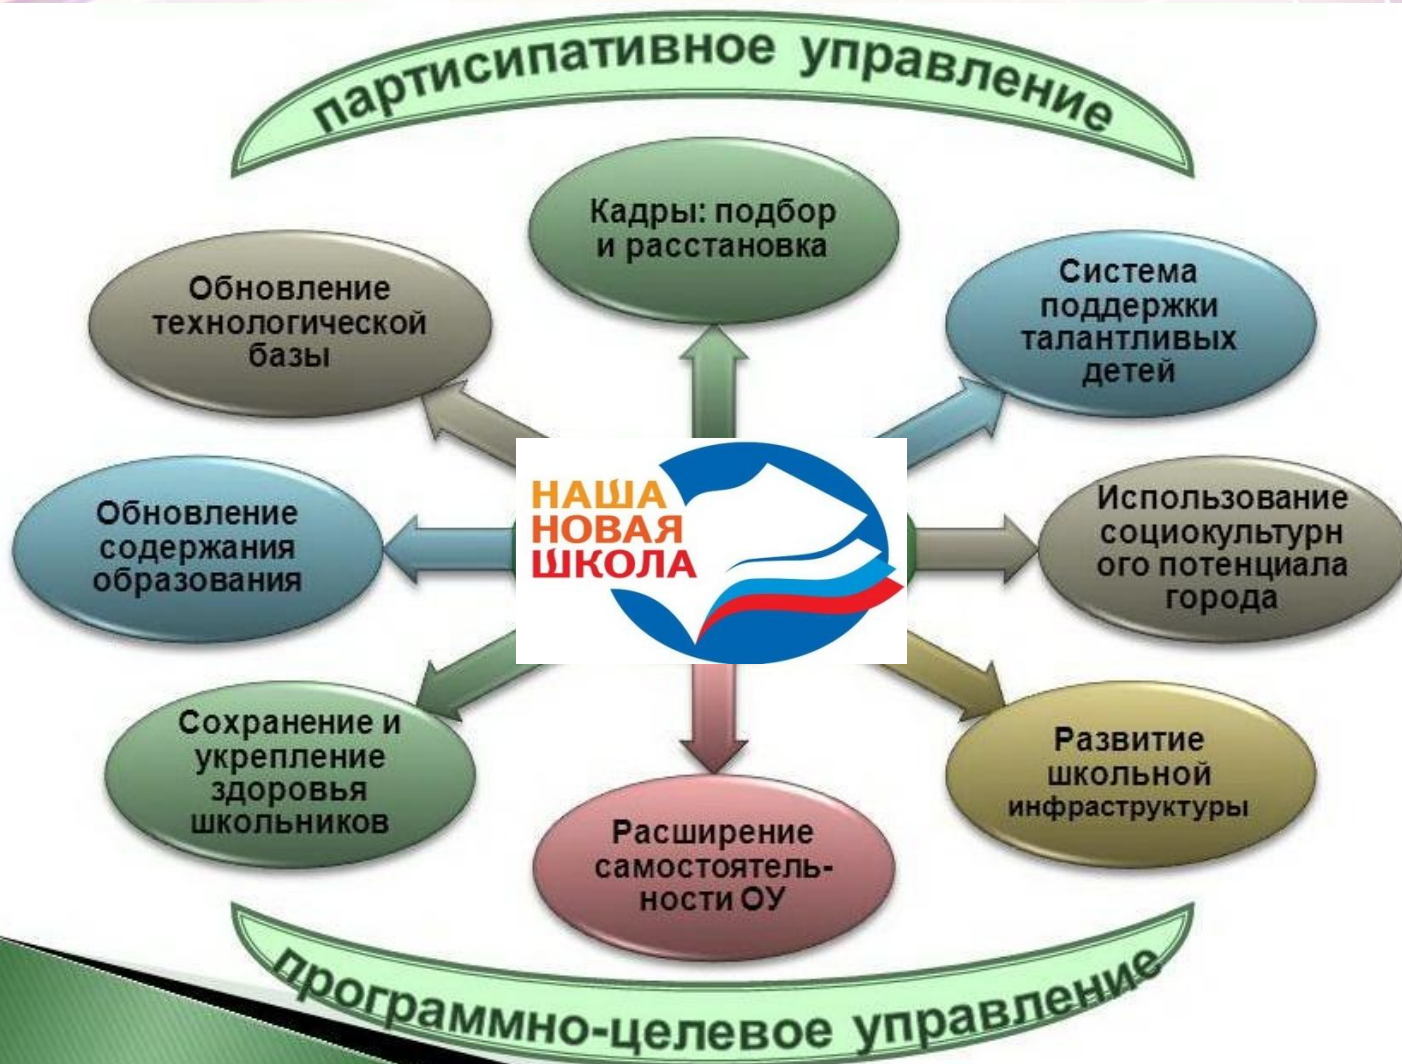 партисипативное управление
Кадры: подбор
и расстановка
Обновление
технологической
базы
Система
поддержки
талантливых
детей
Обновление
содержания
образования
НАША
НОВАЯ
ШКОЛА
Использование
социокультурн
ого потенциала
города
Сохранение и
укрепление
здоровья
школьников
Расширение
самостоятель-
ности ОУ
Развитие
школьной
инфраструктуры
программно-целевое управление